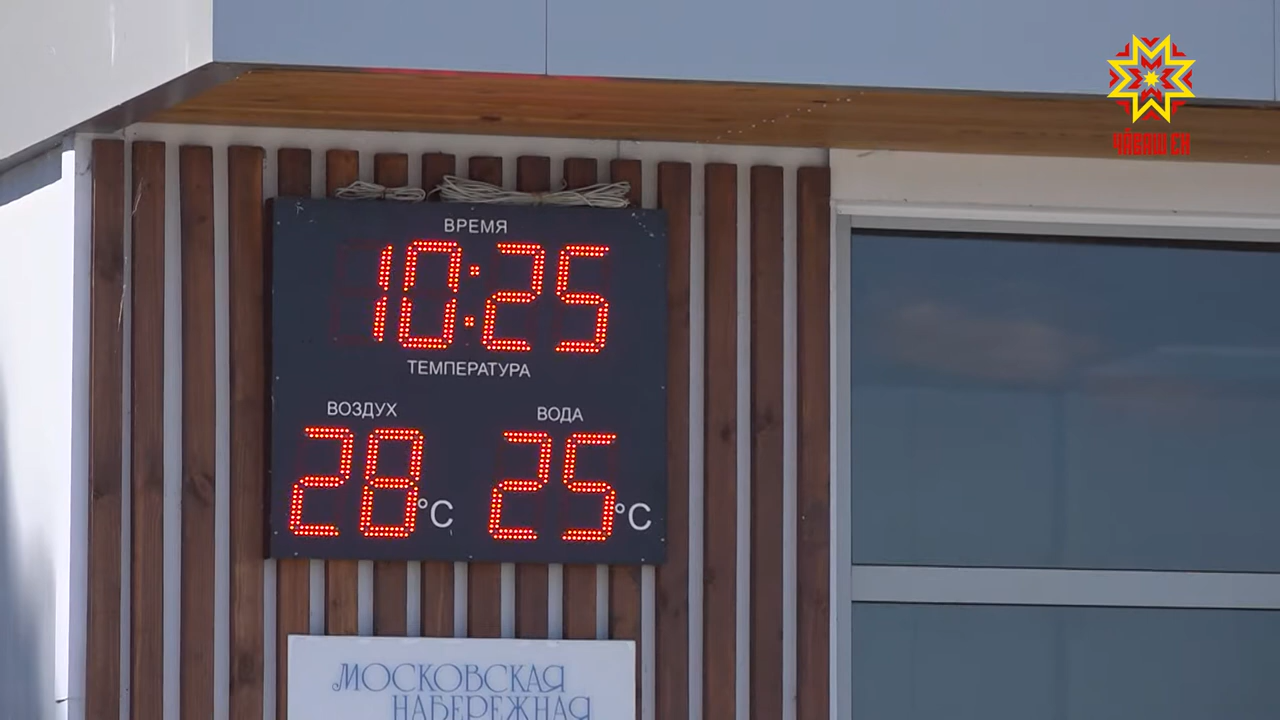 ВРЕМЯ
10:25
ТЕМПЕРАТУРА
ВОЗДУХ ВОДА
28 °C 25 °C
МОСКОВСКАЯ
НАБЕРЕЖНАЯ
ЧӐВАШ ЕН